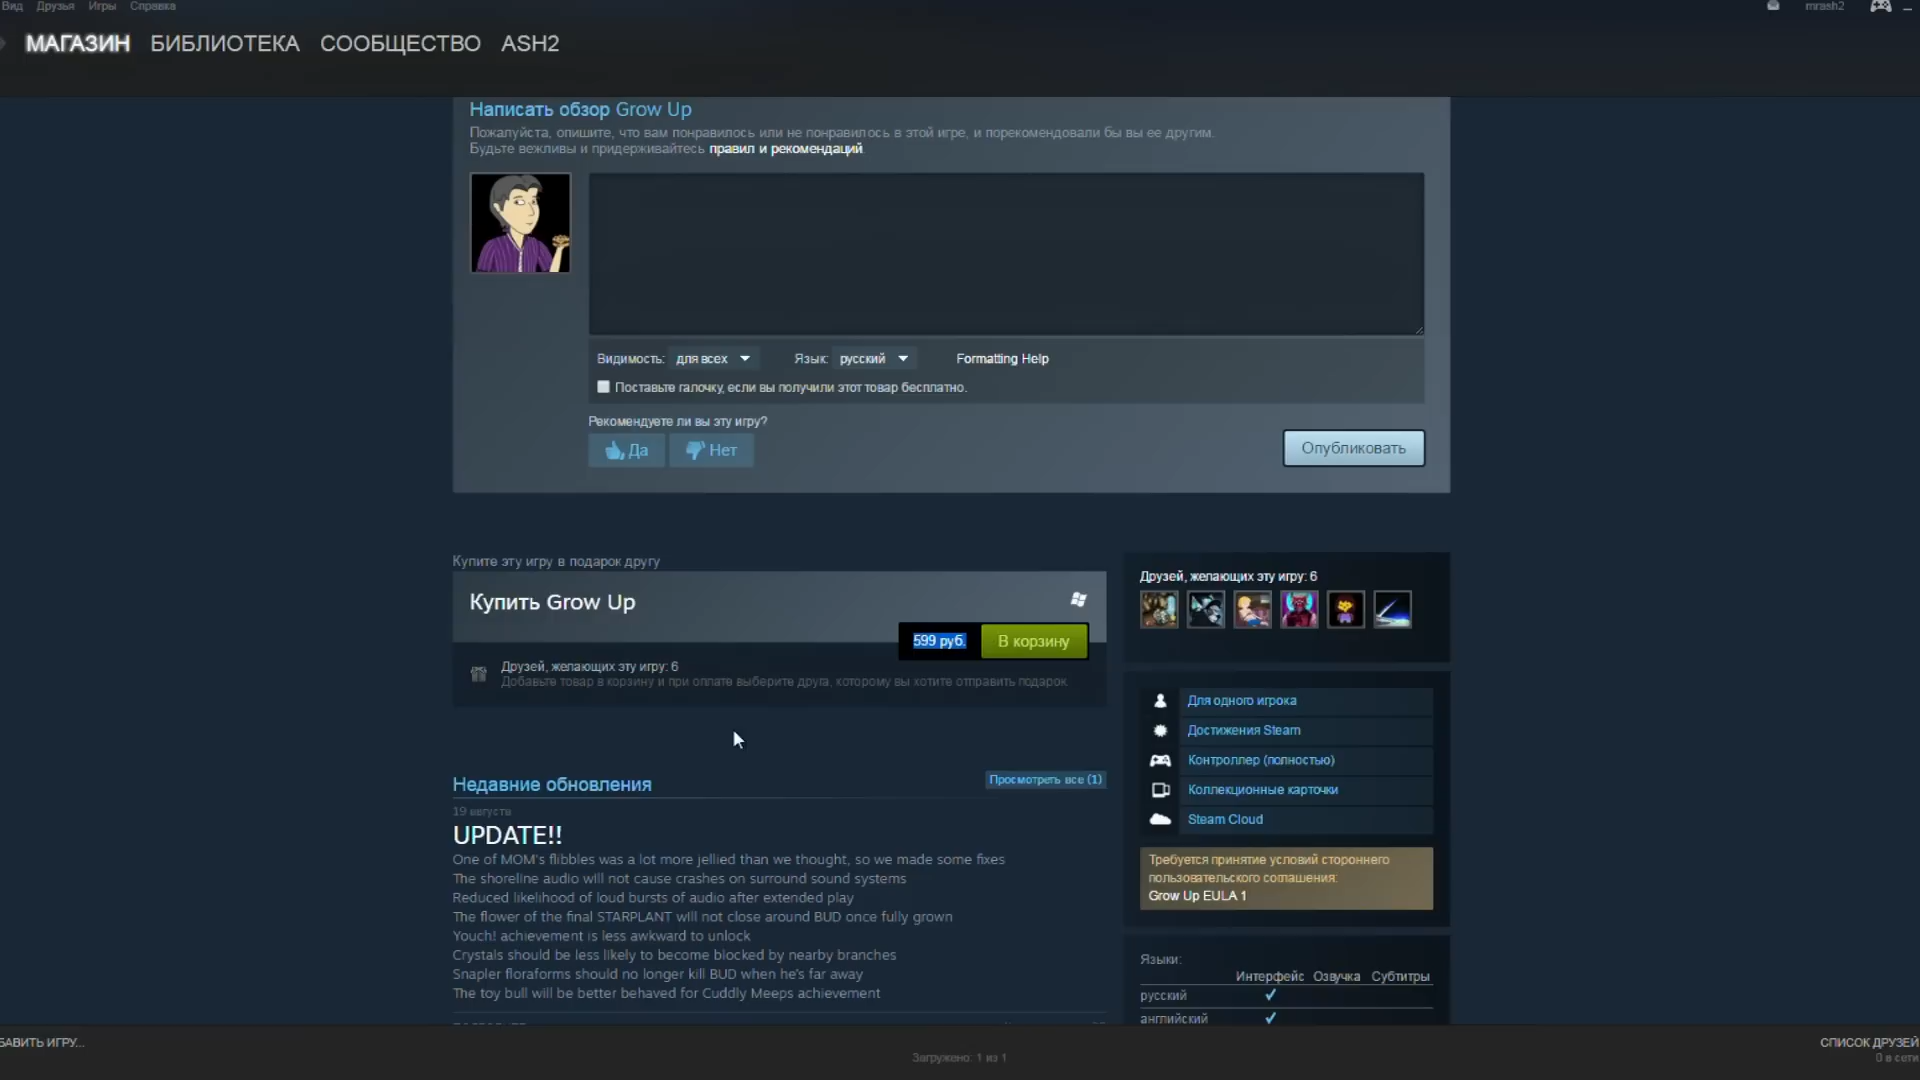 Вид Друзья Игры Справка
mrash2
МАГАЗИН БИБЛИОТЕКА СООБЩЕСТВО ASH2
Написать обзор Grow Up
Пожалуйста, опишите, что вам понравилось или не понравилось в этой игре, и порекомендовали бы вы ее другим.
Будьте вежливы и придерживайтесь правил и рекомендаций.
Видимость: для всех Язык: русский Formatting Help
Поставьте галочку, если вы получили этот товар бесплатно.
Рекомендуете ли вы эту игру?
Да Нет
Опубликовать
Купите эту игру в подарок другу
Купить Grow Up
599 руб. В корзину
Друзей, желающих эту игру: 6
Добавьте товар в корзину и при оплате выберите друга, которому вы хотите отправить подарок.
Недавние обновления
Просмотреть все (1)
19 августа
UPDATE!!
One of MOM's flibbles was a lot more jellied than we thought, so we made some fixes
The shoreline audio will not cause crashes on surround sound systems
Reduced likelihood of loud bursts of audio after extended play
The flower of the final STARPLANT will not close around BUD once fully grown
Youch! achievement is less awkward to unlock
Crystals should be less likely to become blocked by nearby branches
Snapler floraforms should no longer kill BUD when he's far away
The toy bull will be better behaved for Cuddly Meeps achievement
Друзей, желающих эту игру: 6
Для одного игрока
Достижения Steam
Контроллер (полностью)
Коллекционные карточки
Steam Cloud
Требуется принятие условий стороннего
пользовательского соглашения:
Grow Up EULA 1
Языки:
Интерфейс Озвучка Субтитры
русский
английский
БАВИТЬ ИГРУ...
Загружено: 1 из 1
СПИСОК ДРУЗЕЙ
0 в сети